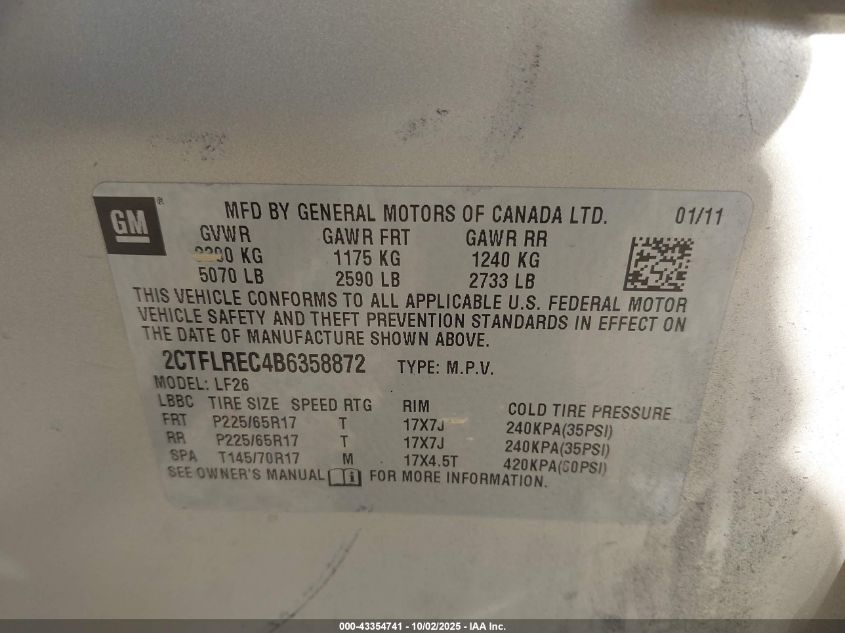 GM ® MFD BY GENERAL MOTORS OF CANADA LTD. 01/11
GVWR GAWR FRT GAWR RR
KG 1175 KG 1240 KG
5070 LB 2590 LB 2733 LB
THIS VEHICLE CONFORMS TO ALL APPLICABLE U.S. FEDERAL MOTOR
VEHICLE SAFETY AND THEFT PREVENTION STANDARDS IN EFFECT ON
THE DATE OF MANUFACTURE SHOWN ABOVE.
2CTFLREC4B6358872 TYPE: M.P.V.
MODEL: LF26
LBBC TIRE SIZE SPEED RTG RIM COLD TIRE PRESSURE
FRT P225/65R17 T 17X7J 240KPA(35PSI)
RR P225/65R17 T 17X7J 240KPA(35PSI)
SPA T145/70R17 M 17X4.5T 420KPA(60PSI)
SEE OWNER'S MANUAL i FOR MORE INFORMATION.
000-43354741 - 10/02/2025 - IAA Inc.